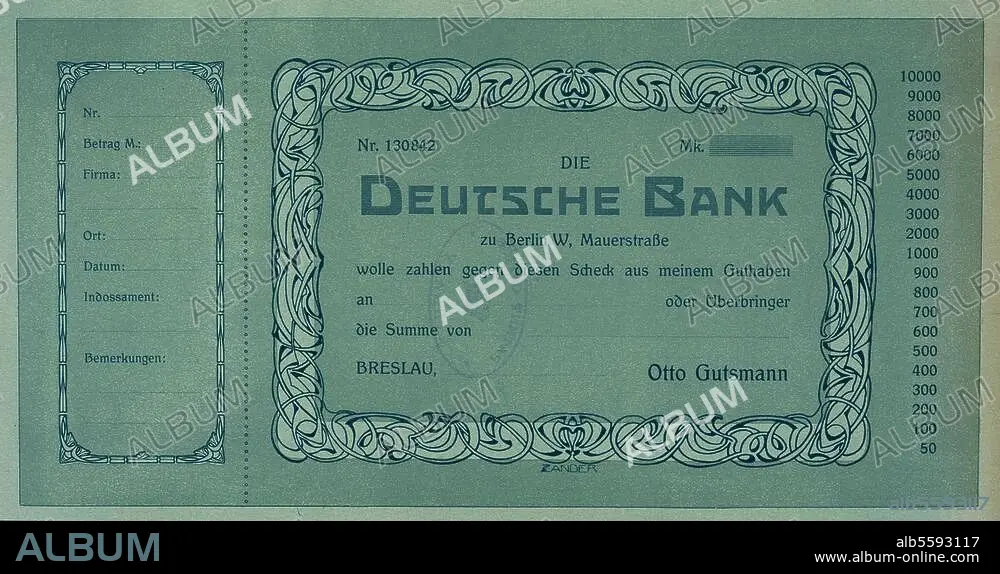 Nr.
Betrag M.:
Firma:
Ort:
Datum:
Indossament:
Bemerkungen:
Nr. 130842
Mk.
DIE
DEUTSCHE BANK
zu Berlin W, Mauerstraße
wolle zahlen gegen diesen Scheck aus meinem Guthaben
an oder Überbringer
die Summe von
BRESLAU, Otto Gutsmann
ZANDER
10000
9000
8000
7000
6000
5000
4000
3000
2000
1000
900
800
700
600
500
400
300
200
100
50
ALBUM
ALBUM
ALBUM
ALBUM
alb5593117
www.album-online.com